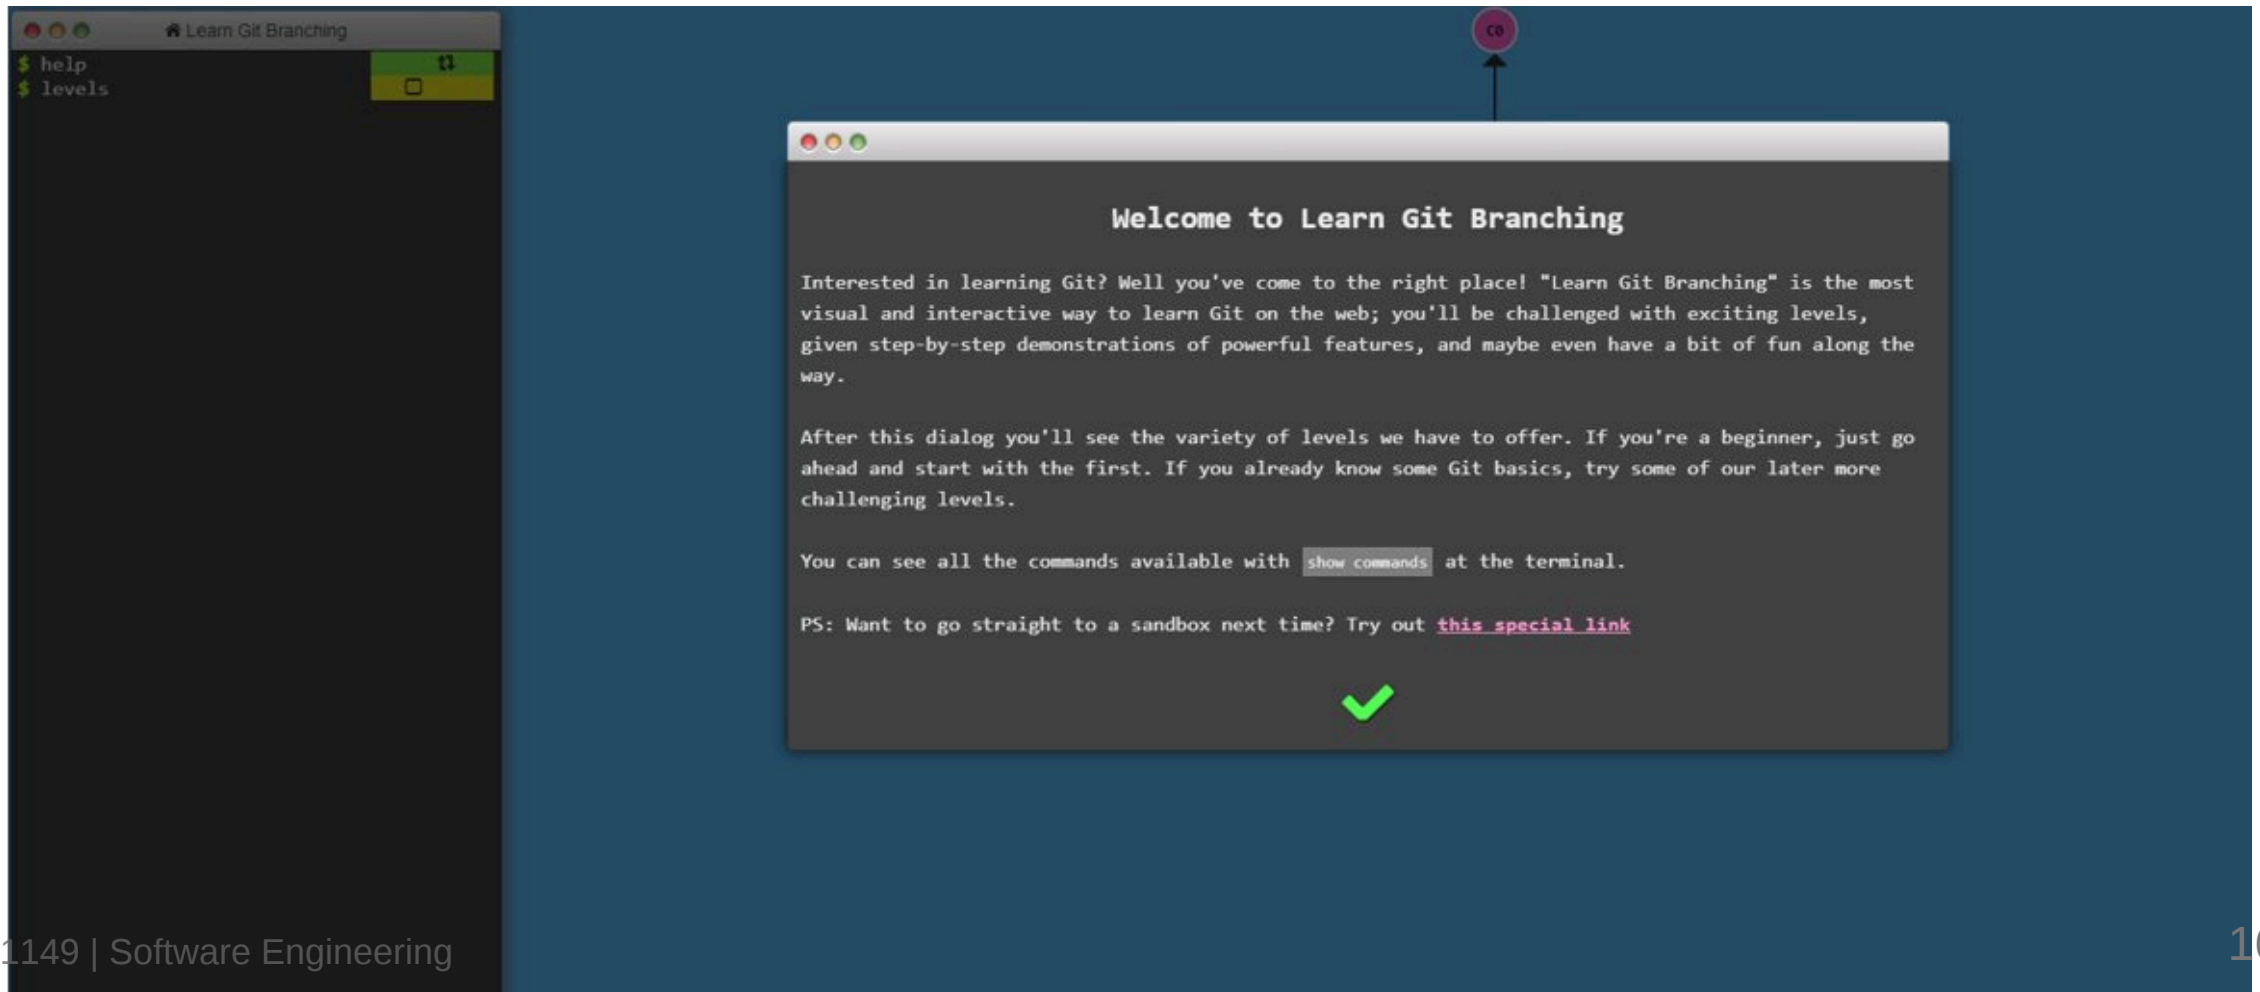 Learn Git Branching
$ help
$ levels
C0
Welcome to Learn Git Branching
Interested in learning Git? Well you've come to the right place! "Learn Git Branching" is the most
visual and interactive way to learn Git on the web; you'll be challenged with exciting levels,
given step-by-step demonstrations of powerful features, and maybe even have a bit of fun along the
way.
After this dialog you'll see the variety of levels we have to offer. If you're a beginner, just go
ahead and start with the first. If you already know some Git basics, try some of our later more
challenging levels.
You can see all the commands available with show commands at the terminal.
PS: Want to go straight to a sandbox next time? Try out this special link
1149 | Software Engineering